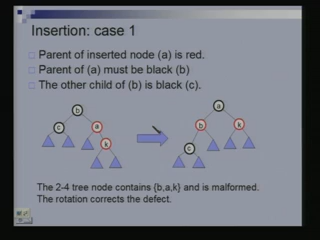 Insertion: case 1
Parent of inserted node (a) is red.
Parent of (a) must be black (b)
The other child of (b) is black (c).
b
a
c
a
b
k
k
c
The 2-4 tree node contains {b,a,k} and is malformed.
The rotation corrects the defect.